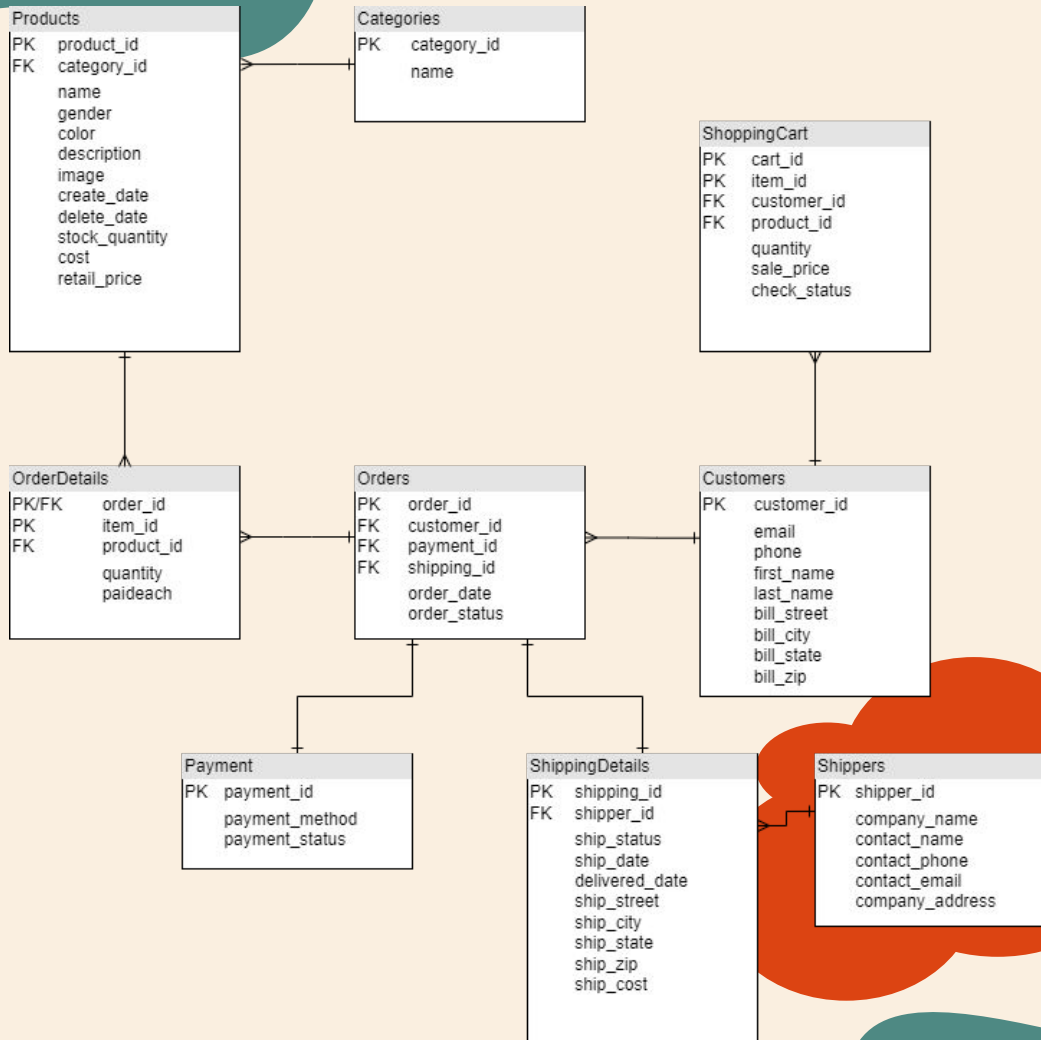 Products
PK product_id
FK category_id
name
gender
color
description
image
create_date
delete_date
stock_quantity
cost
retail_price
Categories
PK category_id
name
ShoppingCart
PK cart_id
PK item_id
FK customer_id
FK product_id
quantity
sale_price
check_status
OrderDetails
PK/FK order_id
PK item_id
FK product_id
quantity
paideach
Orders
PK order_id
FK customer_id
FK payment_id
FK shipping_id
order_date
order_status
Customers
PK customer_id
email
phone
first_name
last_name
bill_street
bill_city
bill_state
bill_zip
Payment
PK payment_id
payment_method
payment_status
ShippingDetails
PK shipping_id
FK shipper_id
ship_status
ship_date
delivered_date
ship_street
ship_city
ship_state
ship_zip
ship_cost
Shippers
PK shipper_id
company_name
contact_name
contact_phone
contact_email
company_address